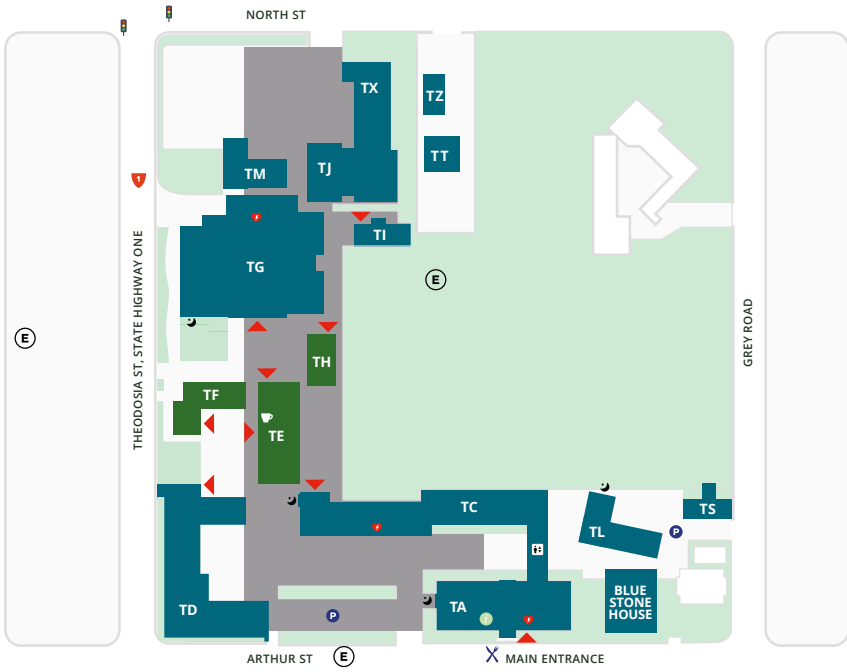 NORTH ST
TX
TZ
TT
TJ
TM
1
TI
TG
E
E
THEODOSIA ST, STATE HIGHWAY ONE
GREY ROAD
TH
TF
TE
TC
TS
TL
P
TD
TA
i
BLUE
STONE
HOUSE
P
ARTHUR ST
E
MAIN ENTRANCE